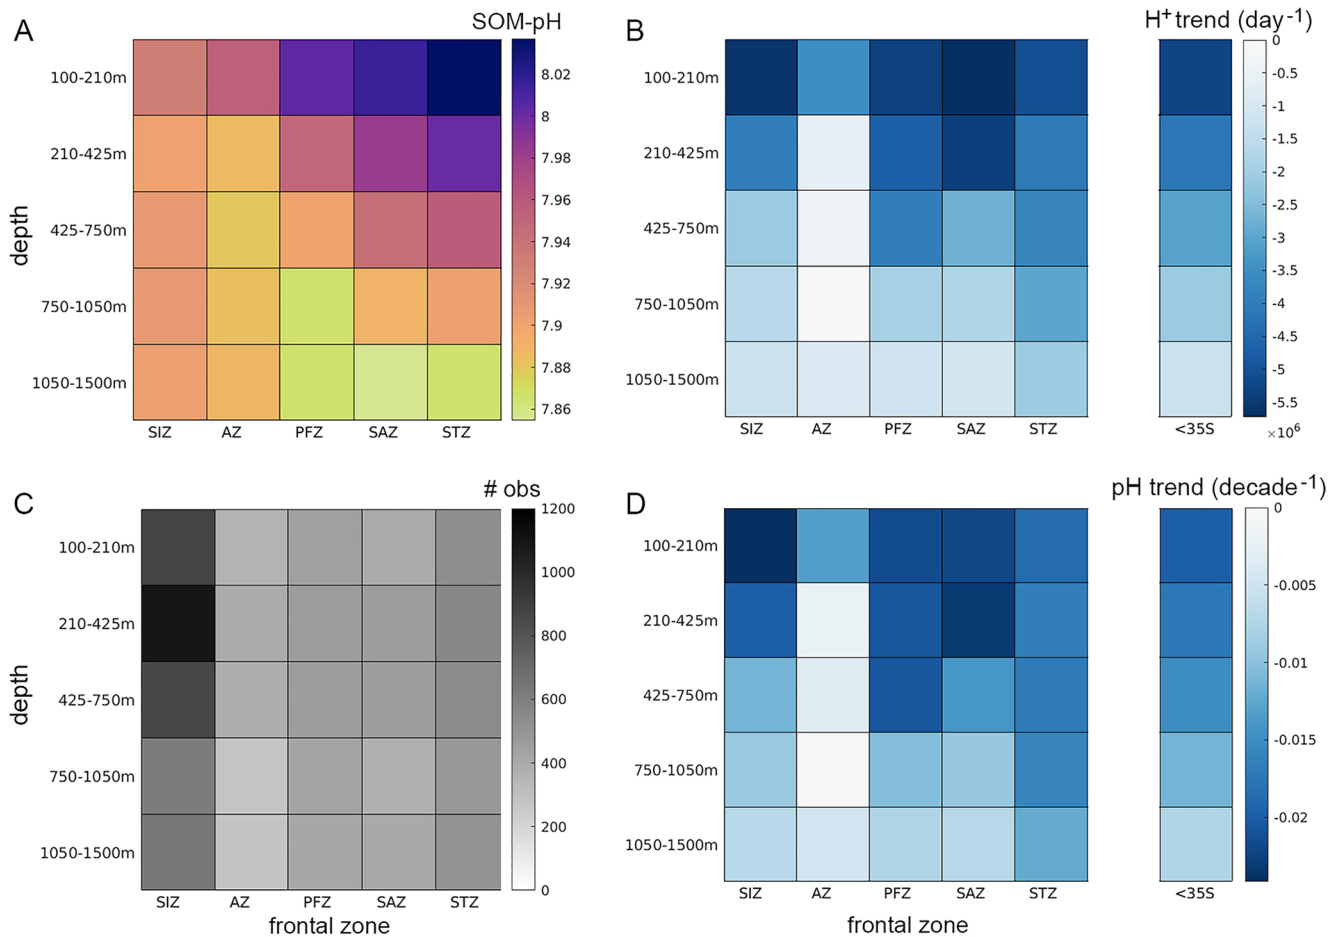 A
SOM-pH
100-210m
210-425m
425-750m
750-1050m
1050-1500m
depth
SIZ AZ PFZ SAZ STZ
8.02
8
7.98
7.96
7.94
7.92
7.9
7.88
7.86
B
H+ trend (day-1)
100-210m
210-425m
425-750m
750-1050m
1050-1500m
SIZ AZ PFZ SAZ STZ
<35S
0
-0.5
-1
-1.5
-2
-2.5
-3
-3.5
-4
-4.5
-5
-5.5
×10^6
C
# obs
100-210m
210-425m
425-750m
750-1050m
1050-1500m
depth
SIZ AZ PFZ SAZ STZ
frontal zone
1200
1000
800
600
400
200
0
D
pH trend (decade-1)
100-210m
210-425m
425-750m
750-1050m
1050-1500m
SIZ AZ PFZ SAZ STZ
frontal zone
<35S
0
-0.005
-0.01
-0.015
-0.02